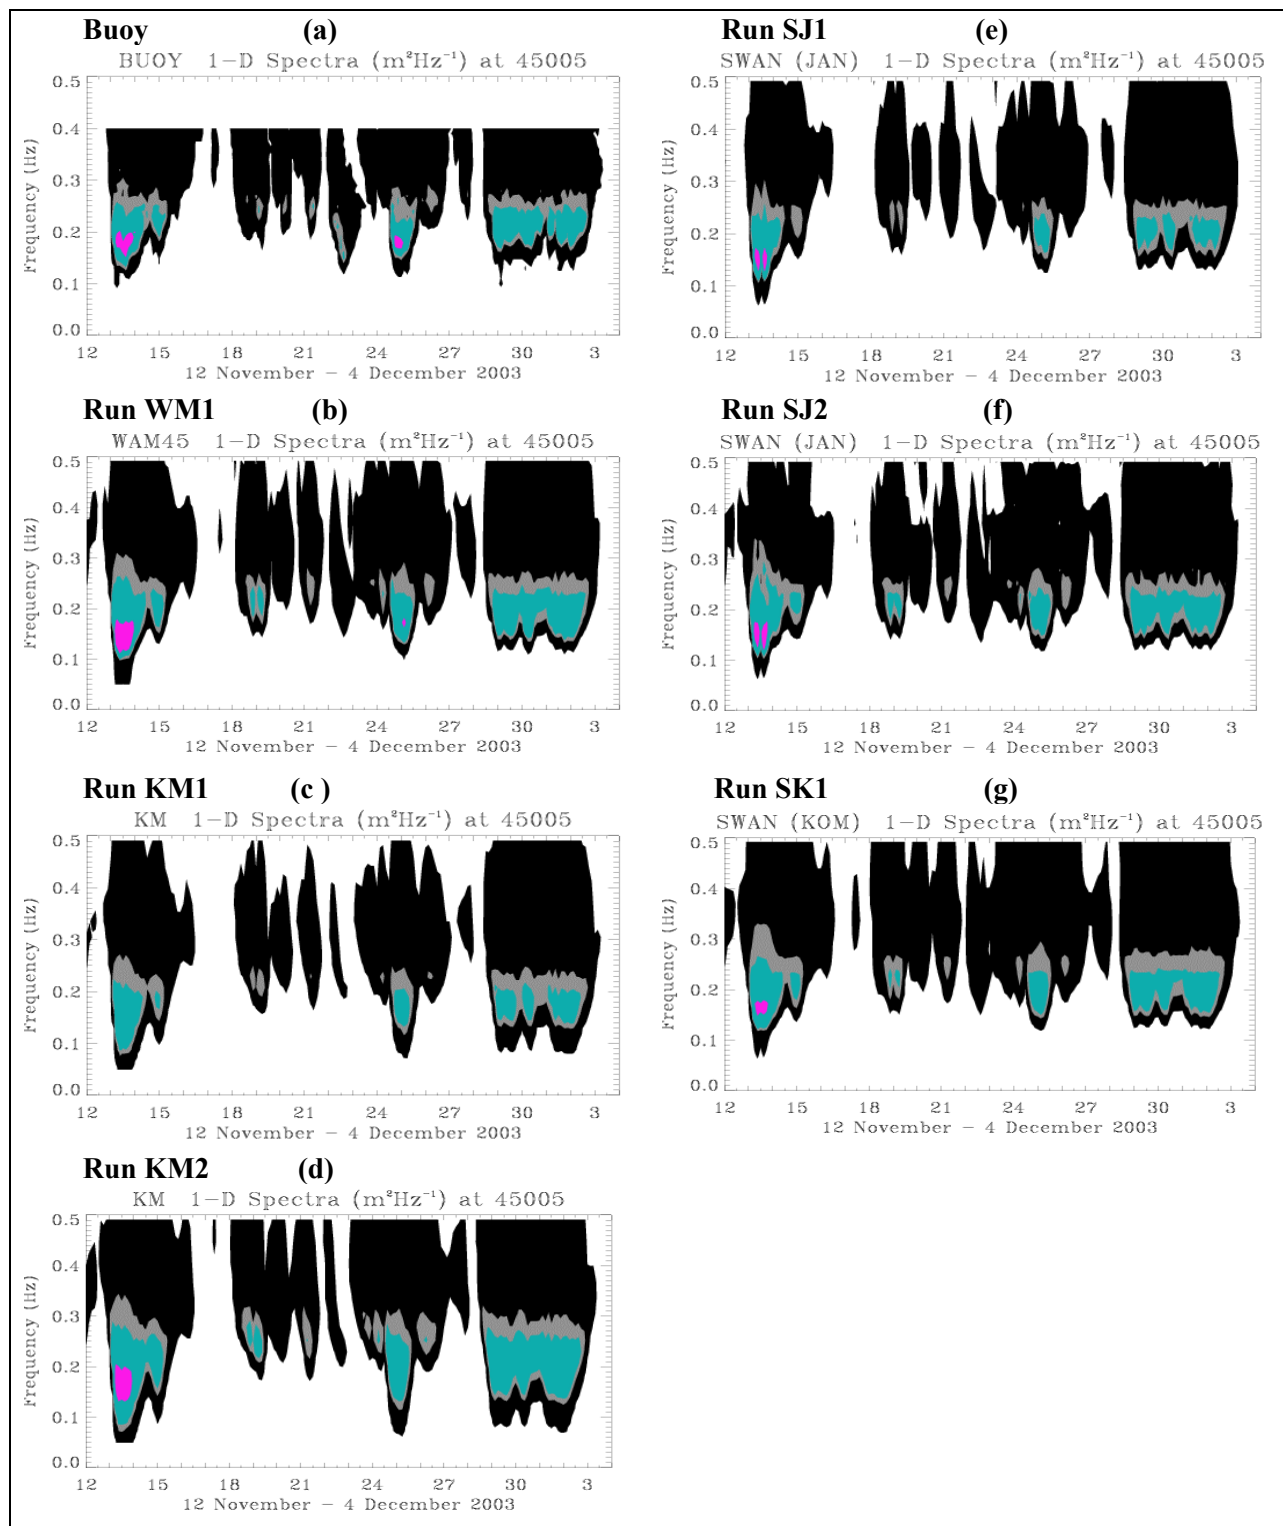 Buoy (a)
BUOY 1-D Spectra (m²Hz⁻¹) at 45005
Frequency (Hz)
0.5
0.4
0.3
0.2
0.1
0.0
12 15 18 21 24 27 30 3
12 November - 4 December 2003
Run WM1 (b)
WAM45 1-D Spectra (m²Hz⁻¹) at 45005
Frequency (Hz)
0.5
0.4
0.3
0.2
0.1
0.0
12 15 18 21 24 27 30 3
12 November - 4 December 2003
Run KM1 (c )
KM 1-D Spectra (m²Hz⁻¹) at 45005
Frequency (Hz)
0.5
0.4
0.3
0.2
0.1
0.0
12 15 18 21 24 27 30 3
12 November - 4 December 2003
Run KM2 (d)
KM 1-D Spectra (m²Hz⁻¹) at 45005
Frequency (Hz)
0.5
0.4
0.3
0.2
0.1
0.0
12 15 18 21 24 27 30 3
12 November - 4 December 2003
Run SJ1 (e)
SWAN (JAN) 1-D Spectra (m²Hz⁻¹) at 45005
Frequency (Hz)
0.5
0.4
0.3
0.2
0.1
0.0
12 15 18 21 24 27 30 3
12 November - 4 December 2003
Run SJ2 (f)
SWAN (JAN) 1-D Spectra (m²Hz⁻¹) at 45005
Frequency (Hz)
0.5
0.4
0.3
0.2
0.1
0.0
12 15 18 21 24 27 30 3
12 November - 4 December 2003
Run SK1 (g)
SWAN (KOM) 1-D Spectra (m²Hz⁻¹) at 45005
Frequency (Hz)
0.5
0.4
0.3
0.2
0.1
0.0
12 15 18 21 24 27 30 3
12 November - 4 December 2003